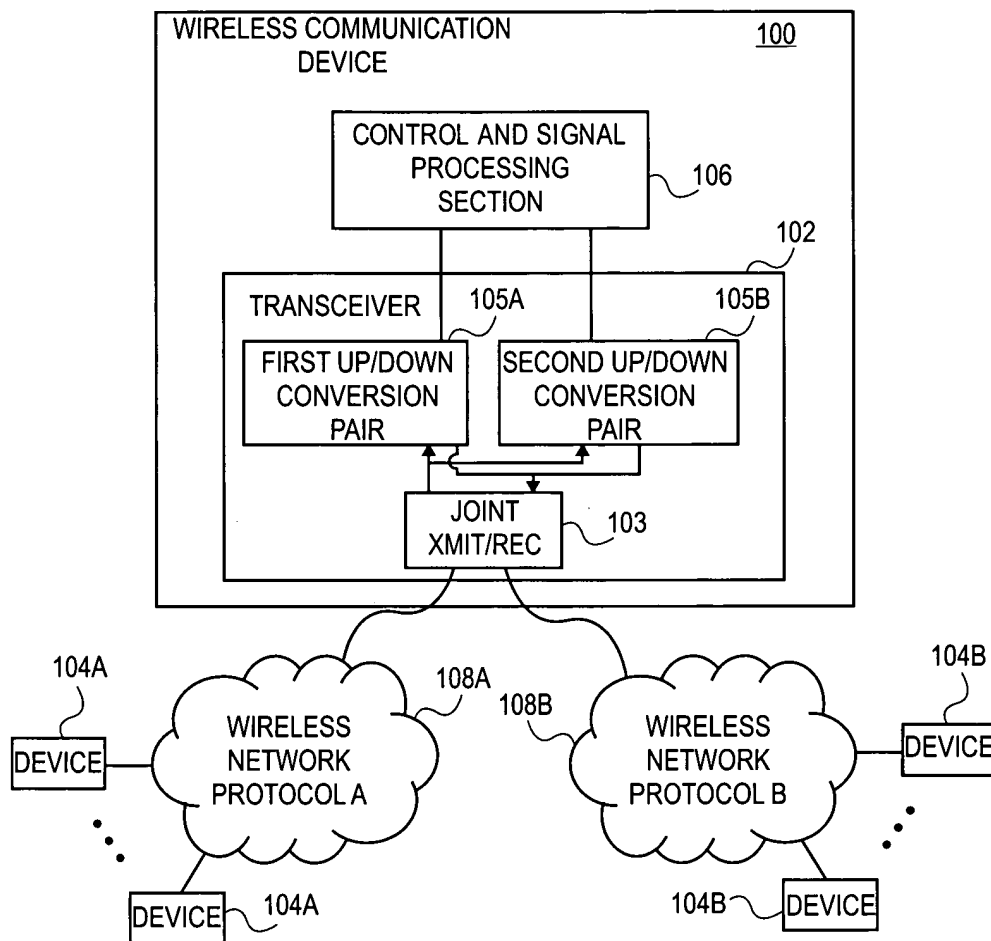 WIRELESS COMMUNICATION
DEVICE
100
CONTROL AND SIGNAL
PROCESSING
SECTION
106
102
TRANSCEIVER
105A
105B
FIRST UP/DOWN
CONVERSION
PAIR
SECOND UP/DOWN
CONVERSION
PAIR
JOINT
XMIT/REC
103
104A
108A
108B
104B
WIRELESS
NETWORK
PROTOCOL A
WIRELESS
NETWORK
PROTOCOL B
DEVICE
DEVICE
DEVICE
104A
104B
DEVICE